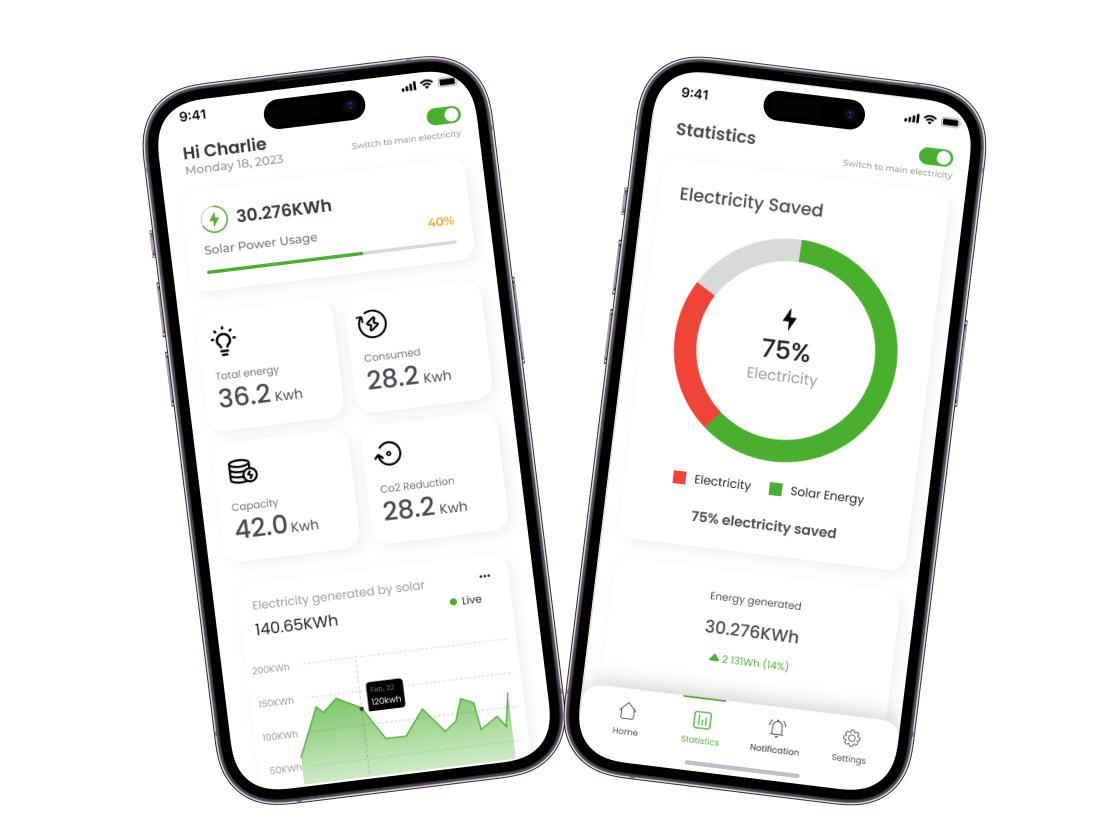 9:41
Hi Charlie
Monday 18, 2023
Switch to main electricity
30.276KWh
Solar Power Usage
40%
Total energy
36.2 Kwh
Consumed
28.2 Kwh
Capacity
42.0 Kwh
Co2 Reduction
28.2 Kwh
Electricity generated by solar
Live
140.65KWh
200KWh
150KWh
100KWh
50KWh
Feb, 22
120kwh
9:41
Statistics
Switch to main electricity
Electricity Saved
75%
Electricity
Electricity
Solar Energy
75% electricity saved
Energy generated
30.276KWh
2 131Wh (14%)
Home
Statistics
Notification
Settings